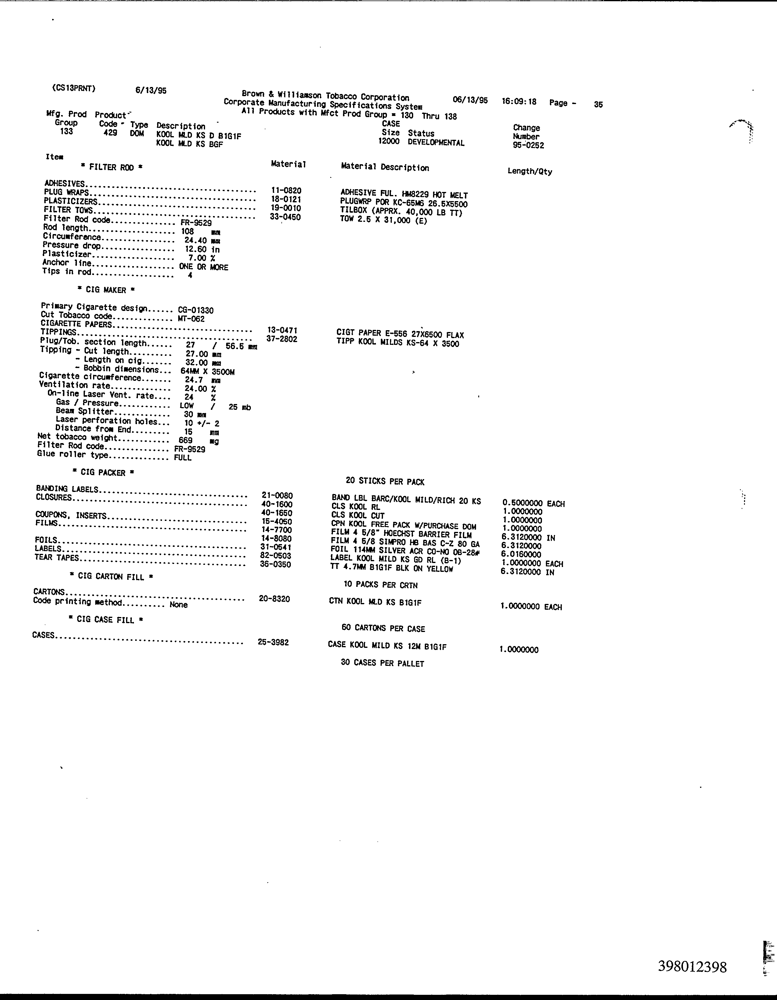 (CS13PRNT) 6/13/95 Brown & Williamson Tobacco Corporation 06/13/95 16:09:18 Page - 35
Corporate Manufacturing Specifications System
All Products with Mfct Prod Group = 130 Thru 138
Mfg. Prod Product CASE Change
Group Code - Type Description Size Status Number
133 429 DOM KOOL MLD KS D B1G1F 12000 DEVELOPMENTAL 95-0252
KOOL MLD KS BGF
Item Material Material Description Length/Qty
* FILTER ROD *
ADHESIVES........................................ 11-0820 ADHESIVE FUL. HM8229 HOT MELT
PLUG WRAPS....................................... 18-0121 PLUGWRP POR KC-65M6 26.5X5500
PLASTICIZERS..................................... 19-0010 TILBOX (APPRX. 40,000 LB TT)
FILTER TOWS...................................... 33-0450 TOW 2.5 X 31,000 (E)
Filter Rod code............... FR-9529
Rod length.................... 108 mm
Circumference................. 24.40 mm
Pressure drop................. 12.60 in
Plasticizer................... 7.00 %
Anchor line................... ONE OR MORE
Tips in rod................... 4
* CIG MAKER *
Primary Cigarette design...... CG-01330
Cut Tobacco code.............. MT-062
CIGARETTE PAPERS................................. 13-0471 CIGT PAPER E-556 27X6500 FLAX
TIPPINGS......................................... 37-2802 TIPP KOOL MILDS KS-64 X 3500
Plug/Tob. section length...... 27 / 56.5 mm
Tipping - Cut length.......... 27.00 mm
- Length on cig....... 32.00 mm
- Bobbin dimensions... 64MM X 3500M
Cigarette circumference....... 24.7 mm
Ventilation rate.............. 24.00 %
On-line Laser Vent. rate.... 24 %
Gas / Pressure............ LOW / 25 mb
Beam Splitter............. 30 mm
Laser perforation holes... 10 +/- 2
Distance from End......... 15 mm
Net tobacco weight............ 669 mg
Filter Rod code............... FR-9529
Glue roller type.............. FULL
* CIG PACKER *
20 STICKS PER PACK
BANDING LABELS................................... 21-0080 BAND LBL BARC/KOOL MILD/RICH 20 KS 0.5000000 EACH
CLOSURES......................................... 40-1600 CLS KOOL RL 1.0000000
40-1650 CLS KOOL CUT 1.0000000
COUPONS, INSERTS................................. 15-4050 CPN KOOL FREE PACK W/PURCHASE DOM 1.0000000
FILMS............................................ 14-7700 FILM 4 5/8" HOECHST BARRIER FILM 6.3120000 IN
14-8080 FILM 4 5/8 SIMPRO HB BAS C-Z 80 GA 6.3120000
FOILS............................................ 31-0541 FOIL 114MM SILVER ACR CO-NO OB-28# 6.0160000
LABELS........................................... 82-0503 LABEL KOOL MILD KS GD RL (B-1) 1.0000000 EACH
TEAR TAPES....................................... 36-0350 TT 4.7MM B1G1F BLK ON YELLOW 6.3120000 IN
* CIG CARTON FILL *
10 PACKS PER CRTN
CARTONS.......................................... 20-8320 CTN KOOL MLD KS B1G1F 1.0000000 EACH
Code printing method.......... None
* CIG CASE FILL *
60 CARTONS PER CASE
CASES............................................ 25-3982 CASE KOOL MILD KS 12M B1G1F 1.0000000
30 CASES PER PALLET
398012398